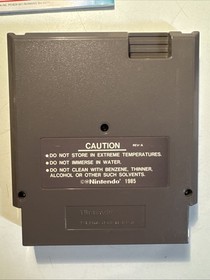 CAUTION REV-A
• DO NOT STORE IN EXTREME TEMPERATURES.
• DO NOT IMMERSE IN WATER.
• DO NOT CLEAN WITH BENZENE, THINNER,
ALCOHOL OR OTHER SUCH SOLVENTS.
©® Nintendo® 1985